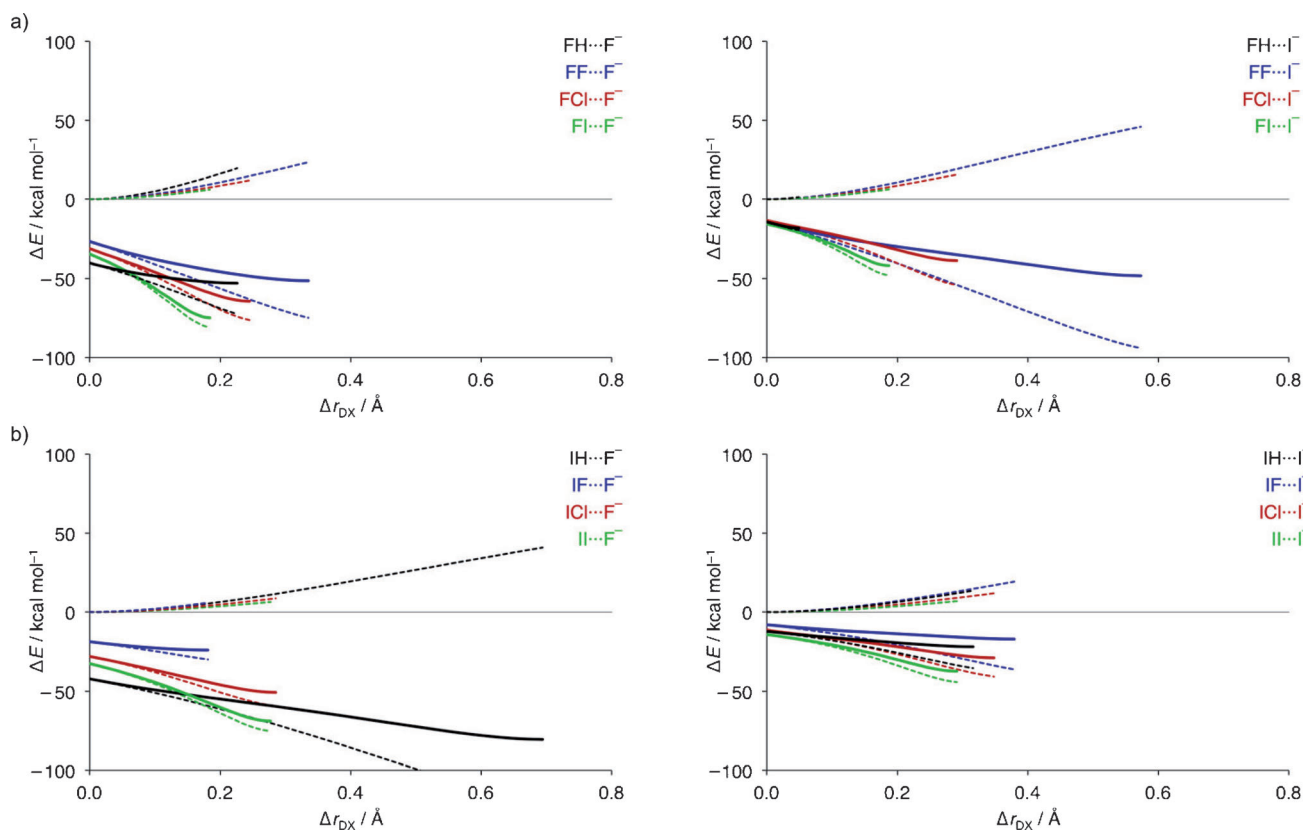 a)
100
50
0
−50
−100
ΔE / kcal mol⁻¹
0.0 0.2 0.4 0.6 0.8
Δr_DX / Å
FH···F⁻
FF···F⁻
FCl···F⁻
FI···F⁻
100
50
0
−50
−100
ΔE / kcal mol⁻¹
0.0 0.2 0.4 0.6 0.8
Δr_DX / Å
FH···I⁻
FF···I⁻
FCl···I⁻
FI···I⁻
b)
100
50
0
−50
−100
ΔE / kcal mol⁻¹
0.0 0.2 0.4 0.6 0.8
Δr_DX / Å
IH···F⁻
IF···F⁻
ICl···F⁻
II···F⁻
100
50
0
−50
−100
ΔE / kcal mol⁻¹
0.0 0.2 0.4 0.6 0.8
Δr_DX / Å
IH···I⁻
IF···I⁻
ICl···I⁻
II···I⁻